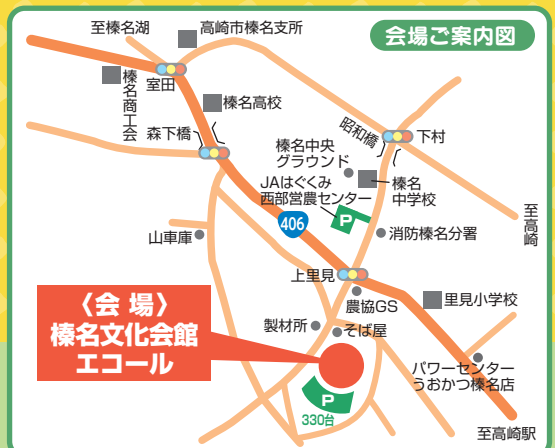 会場ご案内図
至榛名湖
高崎市榛名支所
室田
榛名商工会
榛名高校
森下橋
昭和橋
下村
榛名中央
グラウンド
榛名
中学校
JAはぐくみ
西部営農センター
P
406
至高崎
山車庫
消防榛名分署
上里見
農協GS
里見小学校
〈会 場〉
榛名文化会館
エコール
製材所
そば屋
パワーセンター
うおかつ榛名店
P
330台
至高崎駅